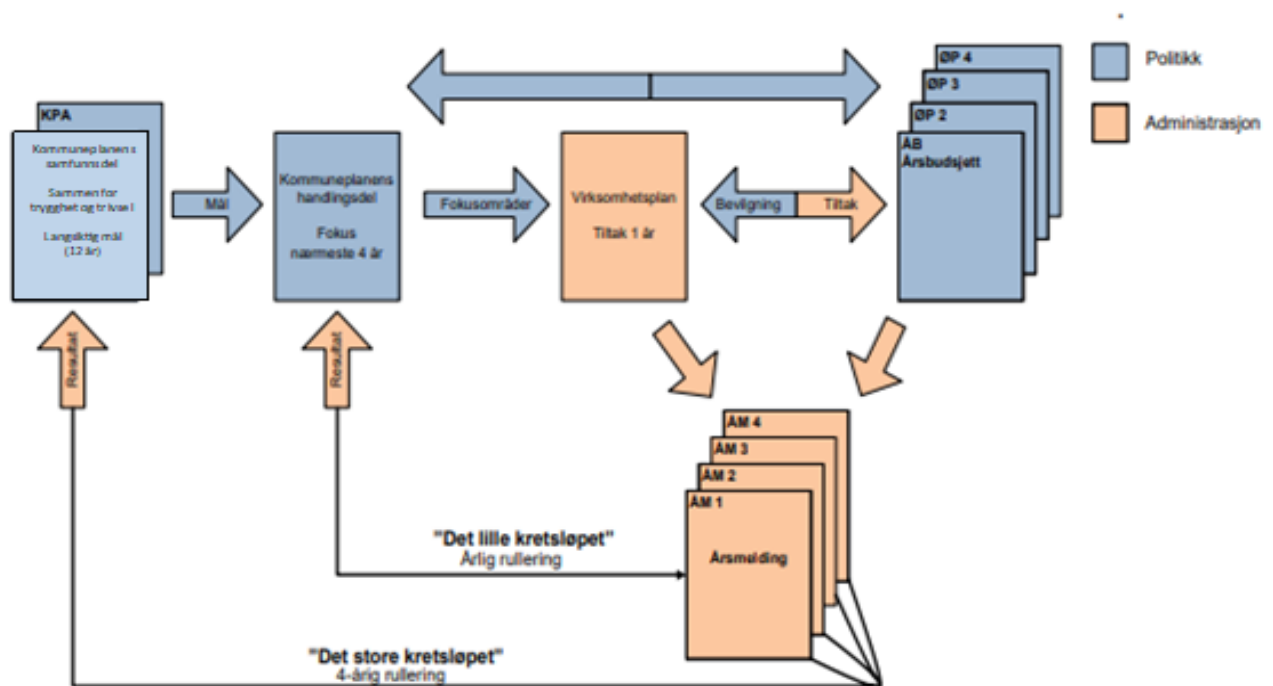 Politikk
Administrasjon
KPA
Kommuneplanens
samfunnsdel
Sammen for
trygghet og trivsel
Langsiktig mål
(12 år)
Mål
Kommuneplanens
handlingsdel
Fokus
nærmeste 4 år
Fokusområder
Virksomhetsplan
Tiltak 1 år
Bevilgning
Tiltak
ØP 4
ØP 3
ØP 2
ÅB
Årsbudsjett
Resultat
Resultat
ÅM 4
ÅM 3
ÅM 2
ÅM 1
Årsmelding
"Det lille kretsløpet"
Årlig rullering
"Det store kretsløpet"
4-årig rullering